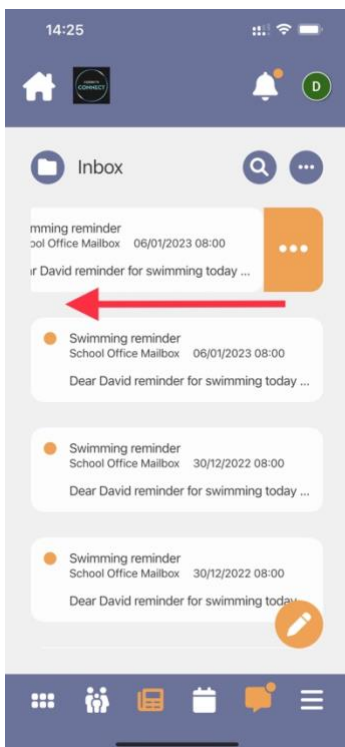 14:25
CONNECT
D
Inbox
mming reminder
ool Office Mailbox 06/01/2023 08:00
r David reminder for swimming today ...
Swimming reminder
School Office Mailbox 06/01/2023 08:00
Dear David reminder for swimming today ...
Swimming reminder
School Office Mailbox 30/12/2022 08:00
Dear David reminder for swimming today ...
Swimming reminder
School Office Mailbox 30/12/2022 08:00
Dear David reminder for swimming today